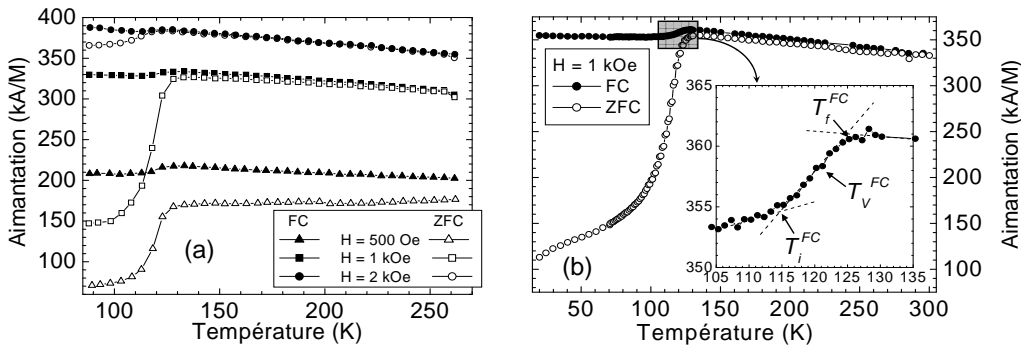 400
350
300
250
200
150
100
Aimantation (kA/M)
(a)
FC ZFC
H = 500 Oe
H = 1 kOe
H = 2 kOe
100 150 200 250
Température (K)
H = 1 kOe
FC
ZFC
365
360
355
350
105 110 115 120 125 130 135
T_f^FC
T_V^FC
T_i^FC
(b)
50 100 150 200 250 300
Température (K)
350
300
250
200
150
100
Aimantation (kA/M)